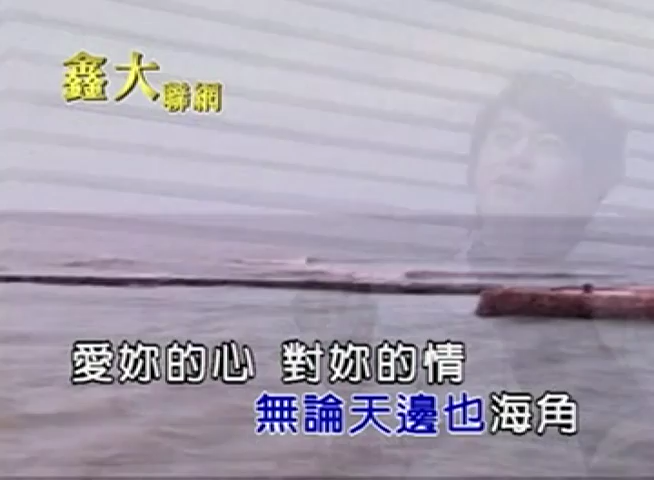 鑫大聯網
愛妳的心 對妳的情
無論天邊也海角